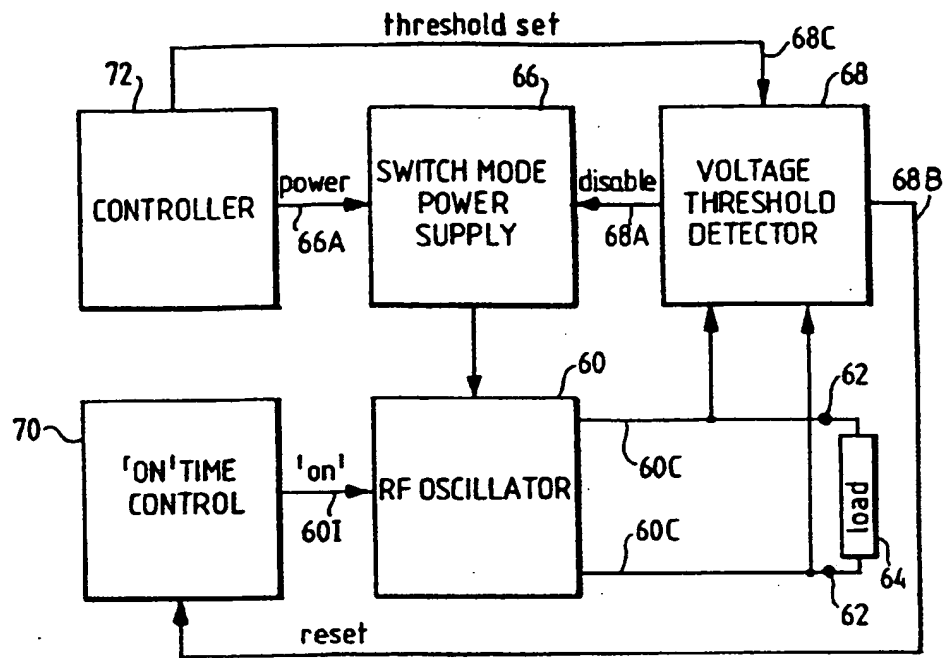 threshold set
68C
72
66
68
CONTROLLER
power
66A
SWITCH MODE
POWER
SUPPLY
disable
68A
VOLTAGE
THRESHOLD
DETECTOR
68B
60
62
70
'ON' TIME
CONTROL
'on'
60I
RF OSCILLATOR
60C
load
60C
64
62
reset